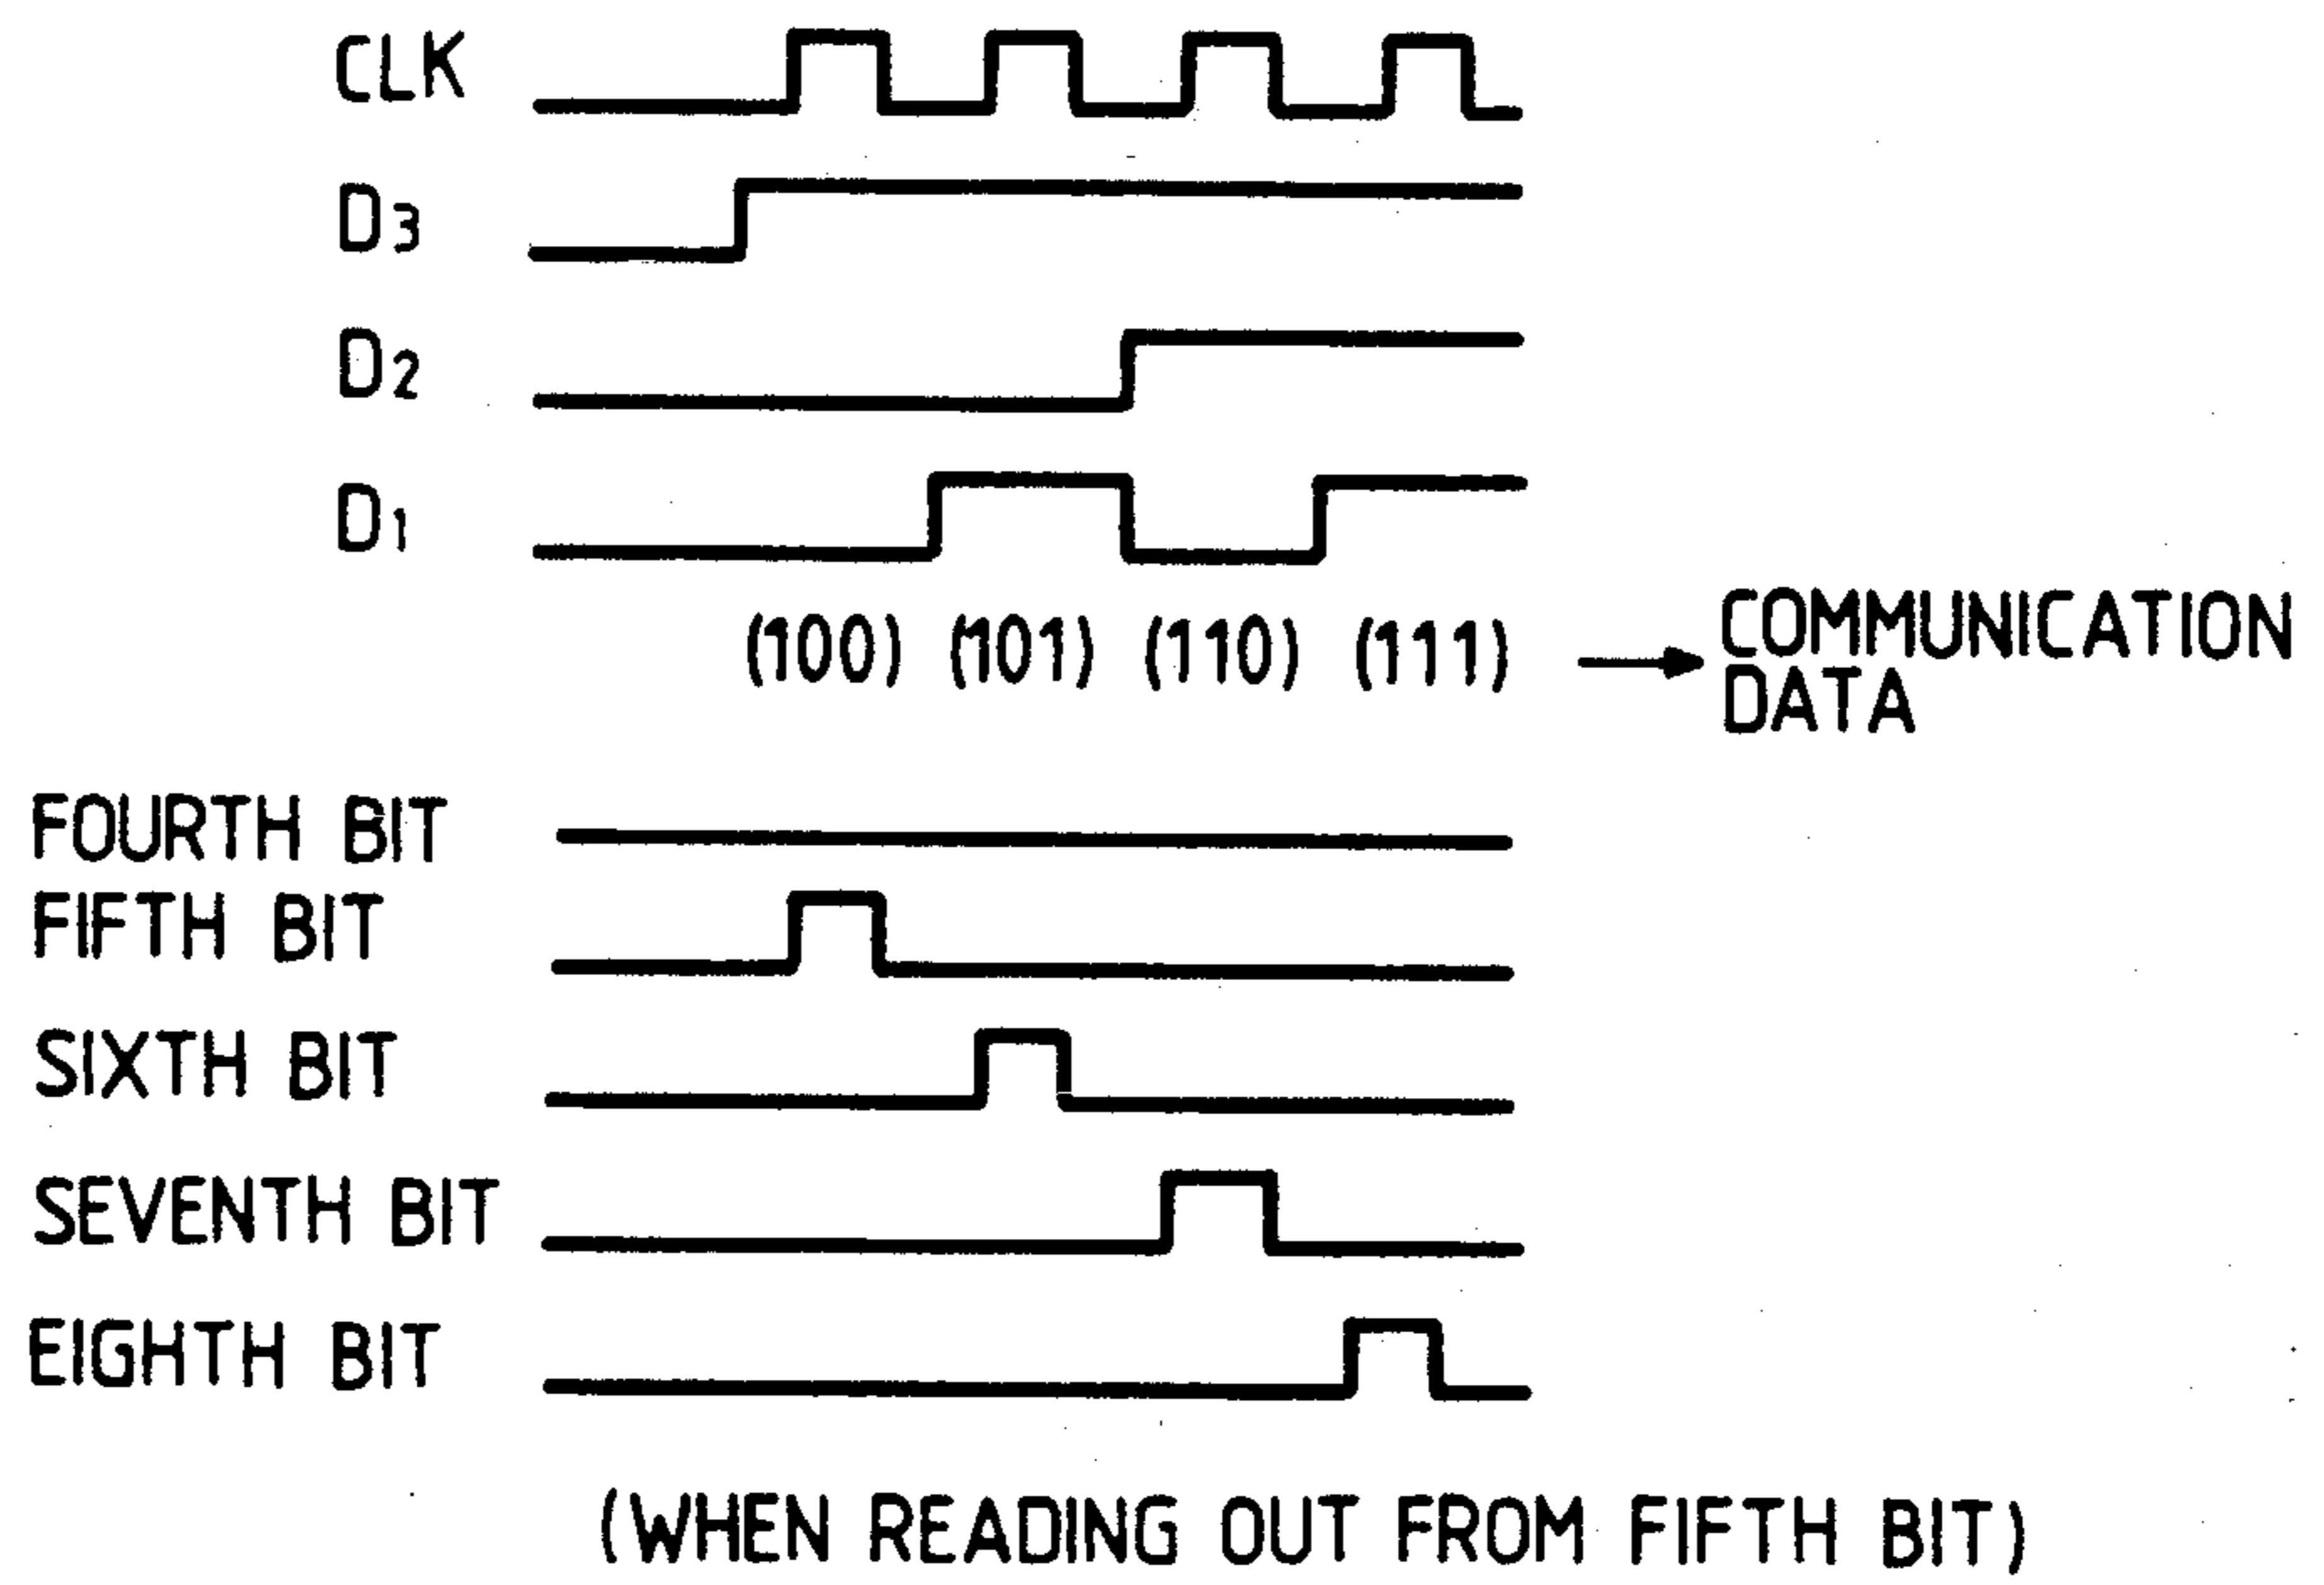 CLK
D3
D2
D1
(100) (101) (110) (111)
COMMUNICATION
DATA
FOURTH BIT
FIFTH BIT
SIXTH BIT
SEVENTH BIT
EIGHTH BIT
(WHEN READING OUT FROM FIFTH BIT)